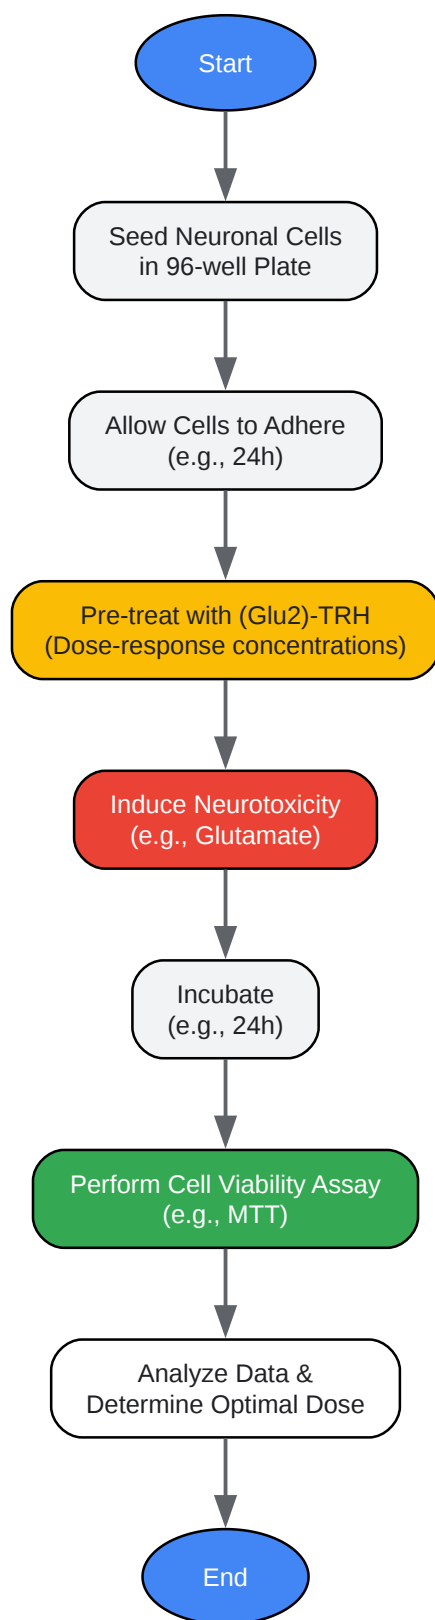 Start
Seed Neuronal Cells
in 96-well Plate
Allow Cells to Adhere
(e.g., 24h)
Pre-treat with (Glu2)-TRH
(Dose-response concentrations)
Induce Neurotoxicity
(e.g., Glutamate)
Incubate
(e.g., 24h)
Perform Cell Viability Assay
(e.g., MTT)
Analyze Data &
Determine Optimal Dose
End